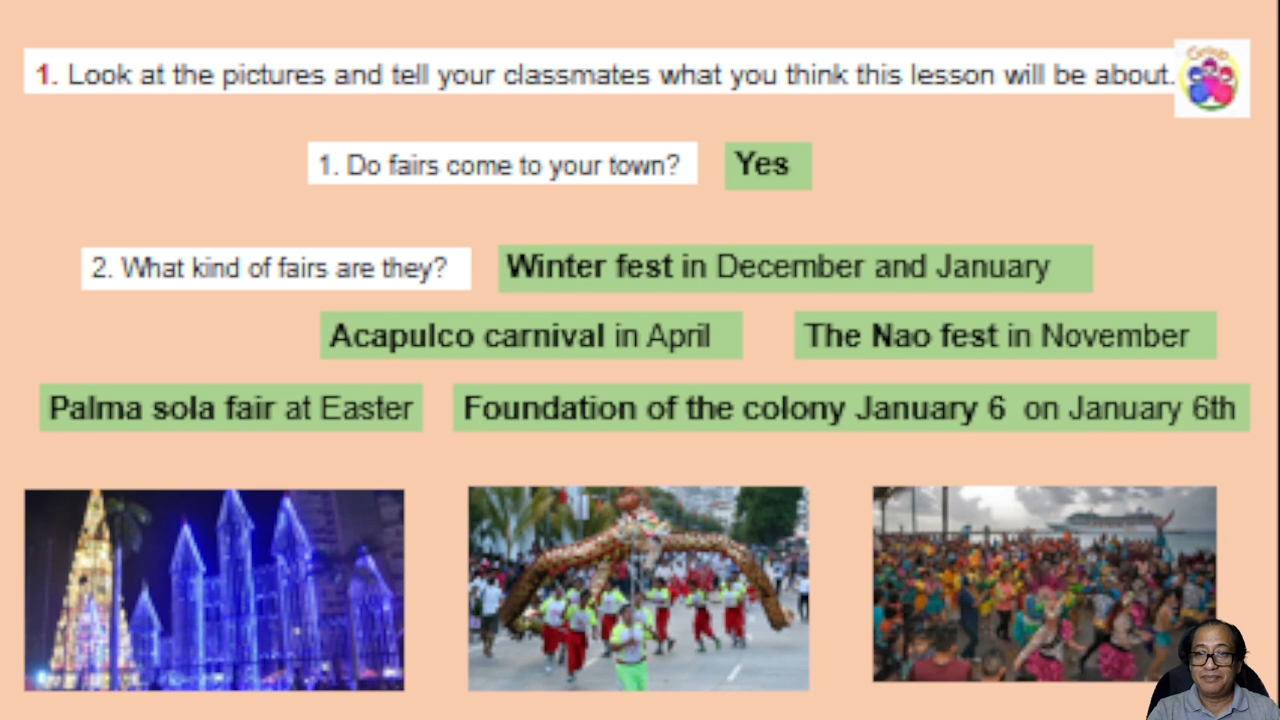 1. Look at the pictures and tell your classmates what you think this lesson will be about.
Group
1. Do fairs come to your town? Yes
2. What kind of fairs are they? Winter fest in December and January
Acapulco carnival in April The Nao fest in November
Palma sola fair at Easter Foundation of the colony January 6 on January 6th